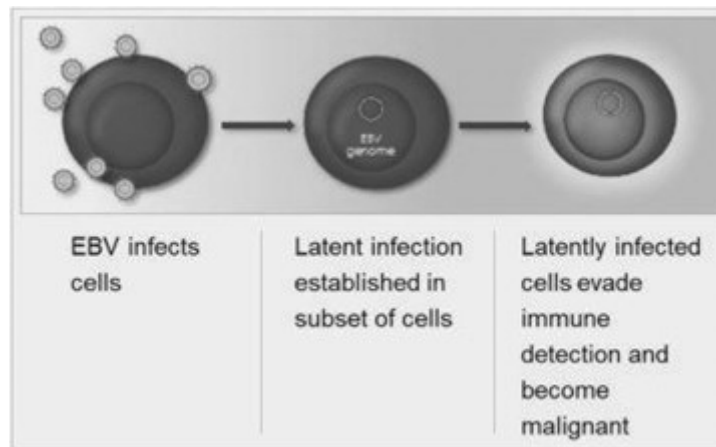 EBV
genome
EBV infects
cells
Latent infection
established in
subset of cells
Latently infected
cells evade
immune
detection and
become
malignant